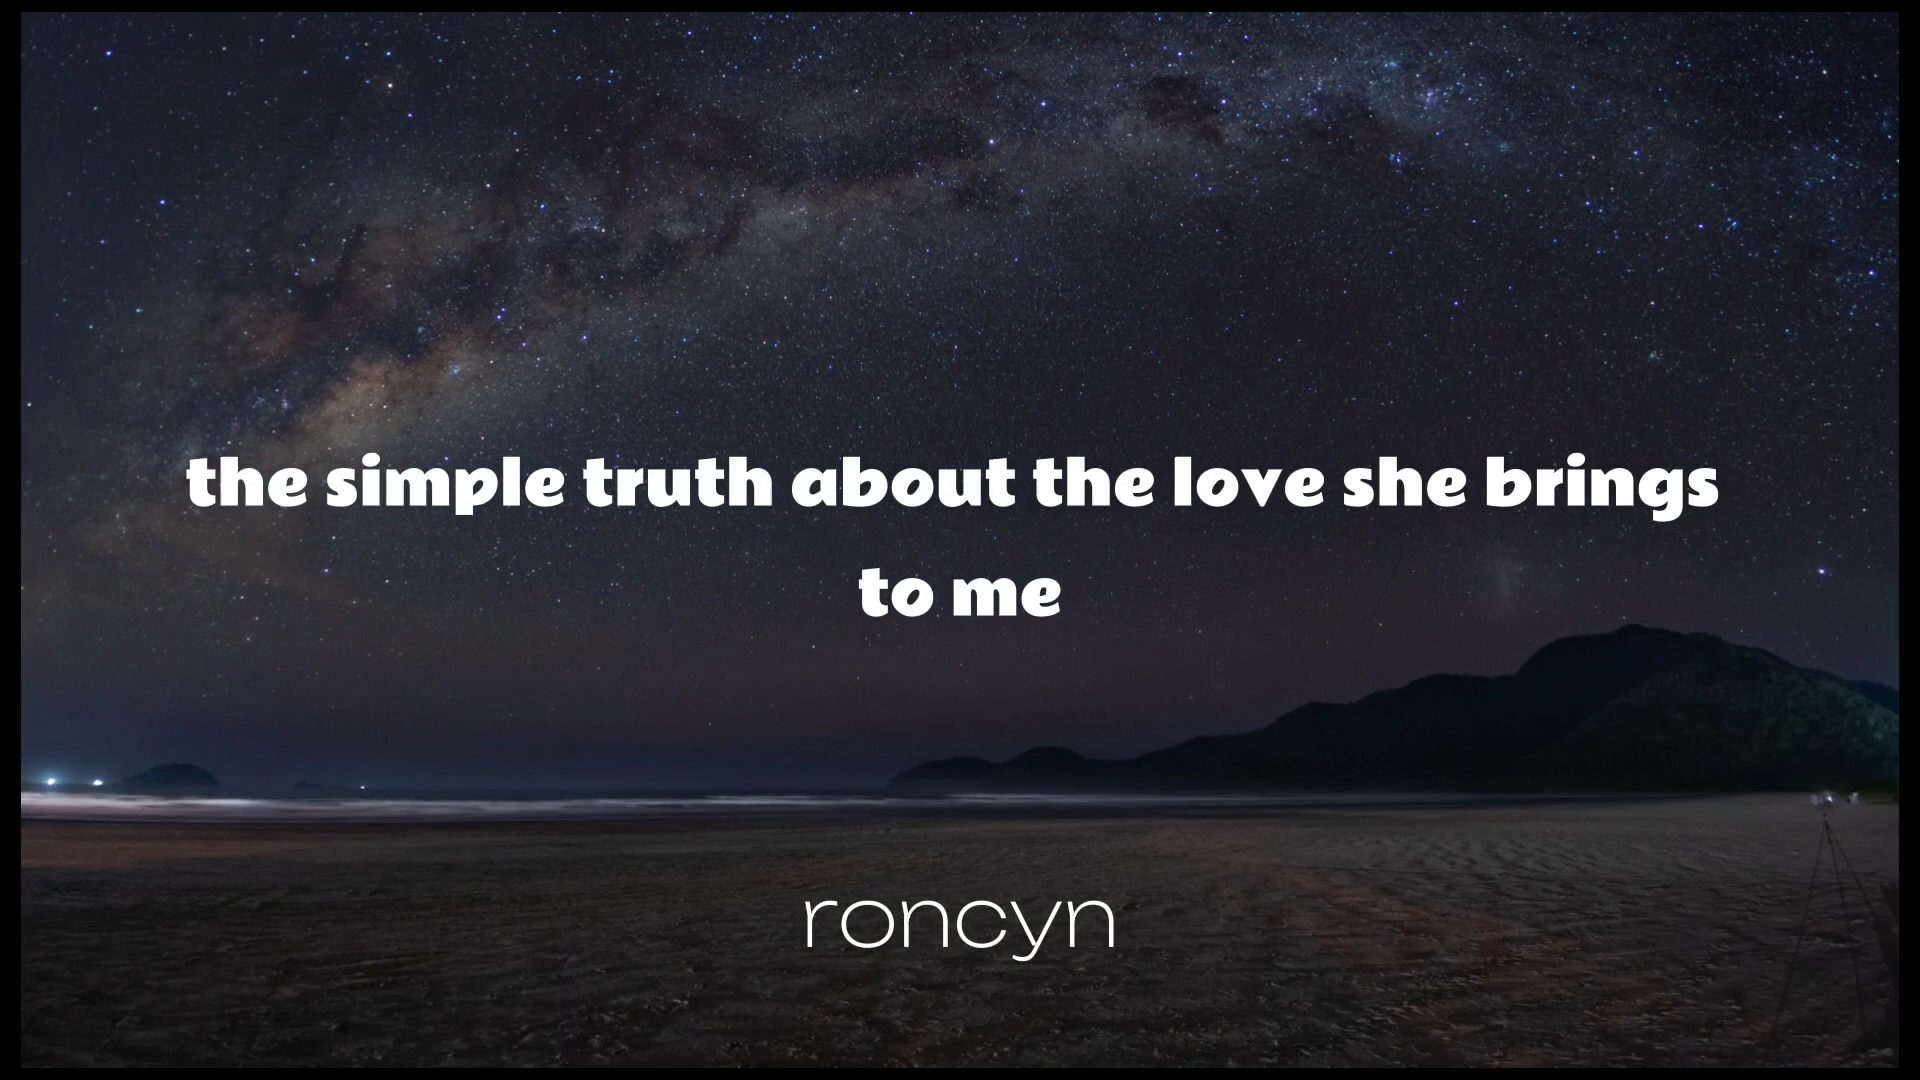 the simple truth about the love she brings
to me
roncyn